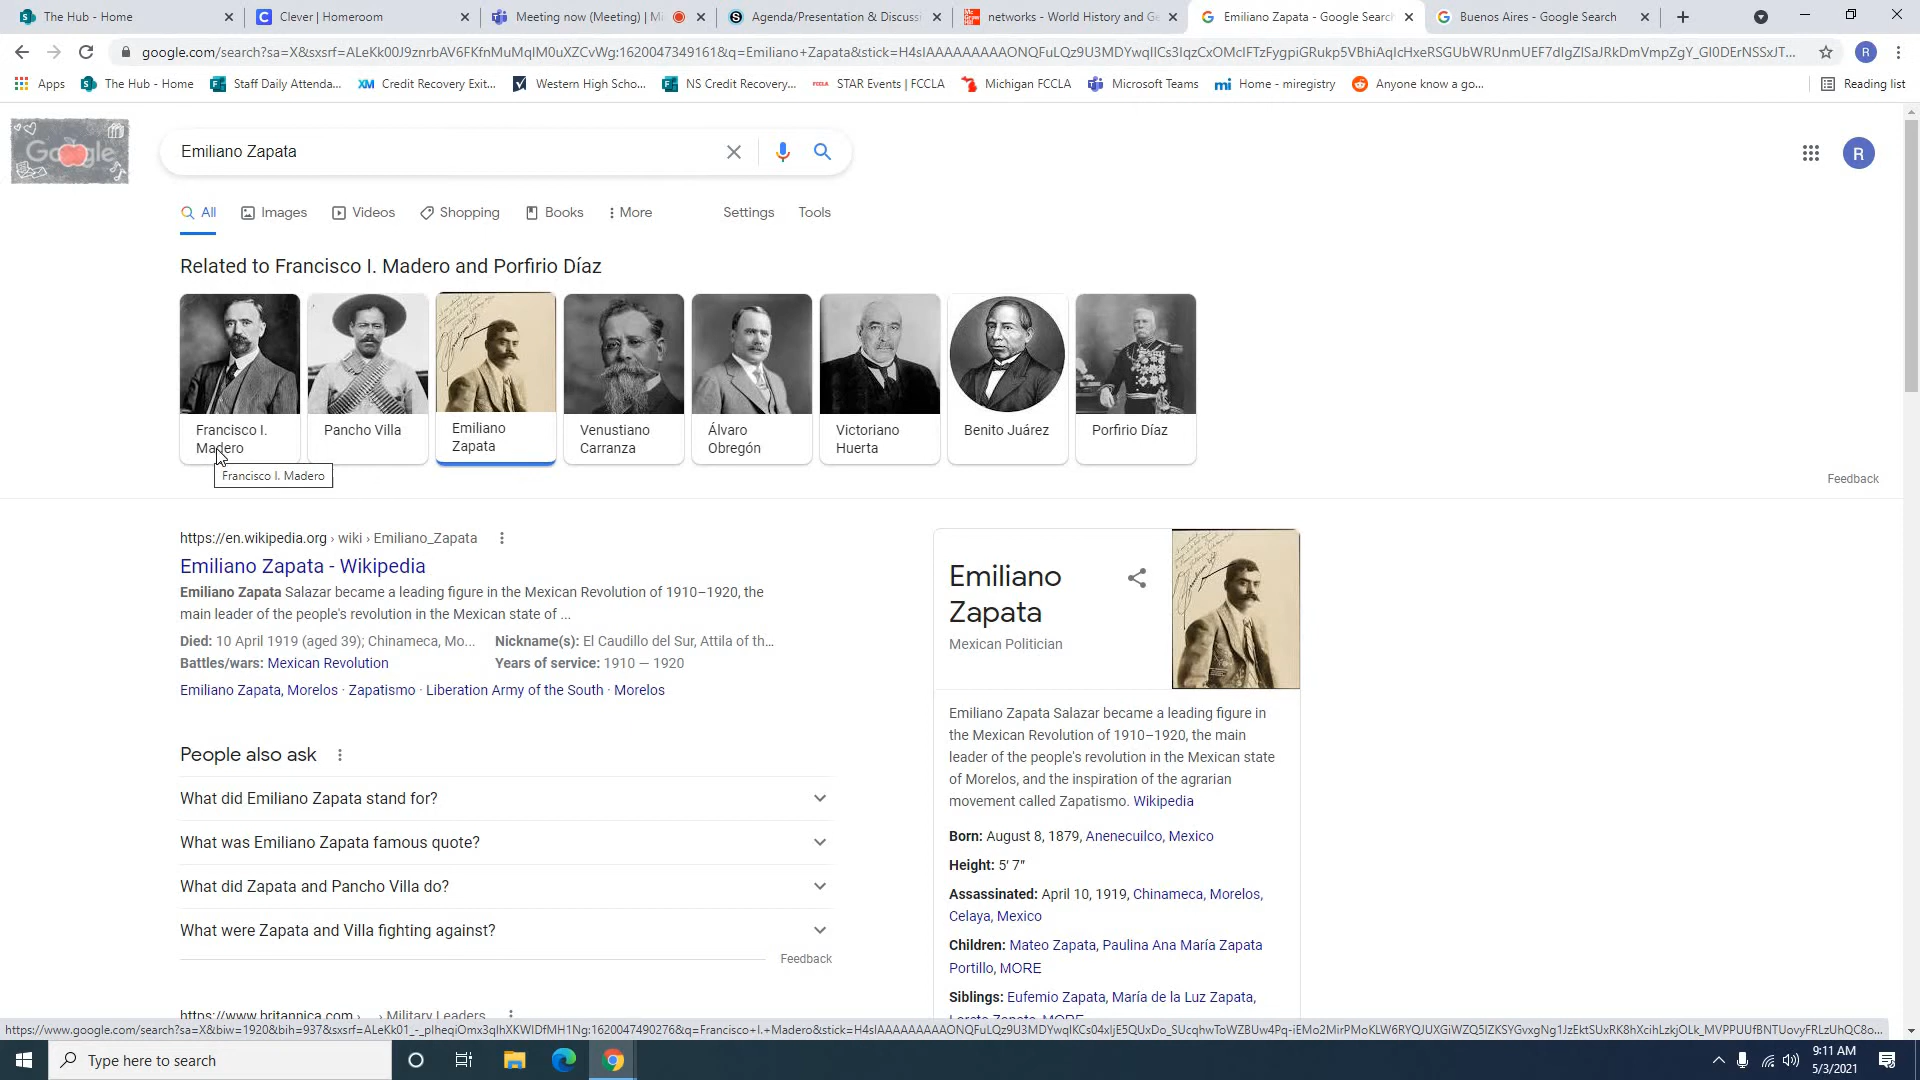 The Hub - Home
Clever | Homeroom
Meeting now (Meeting) | Mi
Agenda/Presentation & Discussi
networks - World History and Ge
Emiliano Zapata - Google Search
Buenos Aires - Google Search
Apps
The Hub - Home
Staff Daily Attenda...
Credit Recovery Exit...
Western High Scho...
NS Credit Recovery...
STAR Events | FCCLA
Michigan FCCLA
Microsoft Teams
Home - miregistry
Anyone know a go...
Reading list
Google
Emiliano Zapata
R
All
Images
Videos
Shopping
Books
More
Settings
Tools
Related to Francisco I. Madero and Porfirio Díaz
Francisco I.
Madero
Pancho Villa
Emiliano
Zapata
Venustiano
Carranza
Álvaro
Obregón
Victoriano
Huerta
Benito Juárez
Porfirio Díaz
Francisco I. Madero
Feedback
https://en.wikipedia.org › wiki › Emiliano_Zapata
Emiliano Zapata - Wikipedia
Emiliano Zapata Salazar became a leading figure in the Mexican Revolution of 1910–1920, the
main leader of the people's revolution in the Mexican state of ...
Died: 10 April 1919 (aged 39); Chinameca, Mo...
Nickname(s): El Caudillo del Sur, Attila of th...
Battles/wars: Mexican Revolution
Years of service: 1910 — 1920
Emiliano Zapata, Morelos · Zapatismo · Liberation Army of the South · Morelos
People also ask
What did Emiliano Zapata stand for?
What was Emiliano Zapata famous quote?
What did Zapata and Pancho Villa do?
What were Zapata and Villa fighting against?
Feedback
https://www.britannica.com › ... › Military Leaders
Emiliano
Zapata
Mexican Politician
Emiliano Zapata Salazar became a leading figure in
the Mexican Revolution of 1910–1920, the main
leader of the people's revolution in the Mexican state
of Morelos, and the inspiration of the agrarian
movement called Zapatismo. Wikipedia
Born: August 8, 1879, Anenecuilco, Mexico
Height: 5′ 7″
Assassinated: April 10, 1919, Chinameca, Morelos,
Celaya, Mexico
Children: Mateo Zapata, Paulina Ana María Zapata
Portillo, MORE
Siblings: Eufemio Zapata, María de la Luz Zapata,
Loreto Zapata, MORE
Type here to search
9:11 AM
5/3/2021